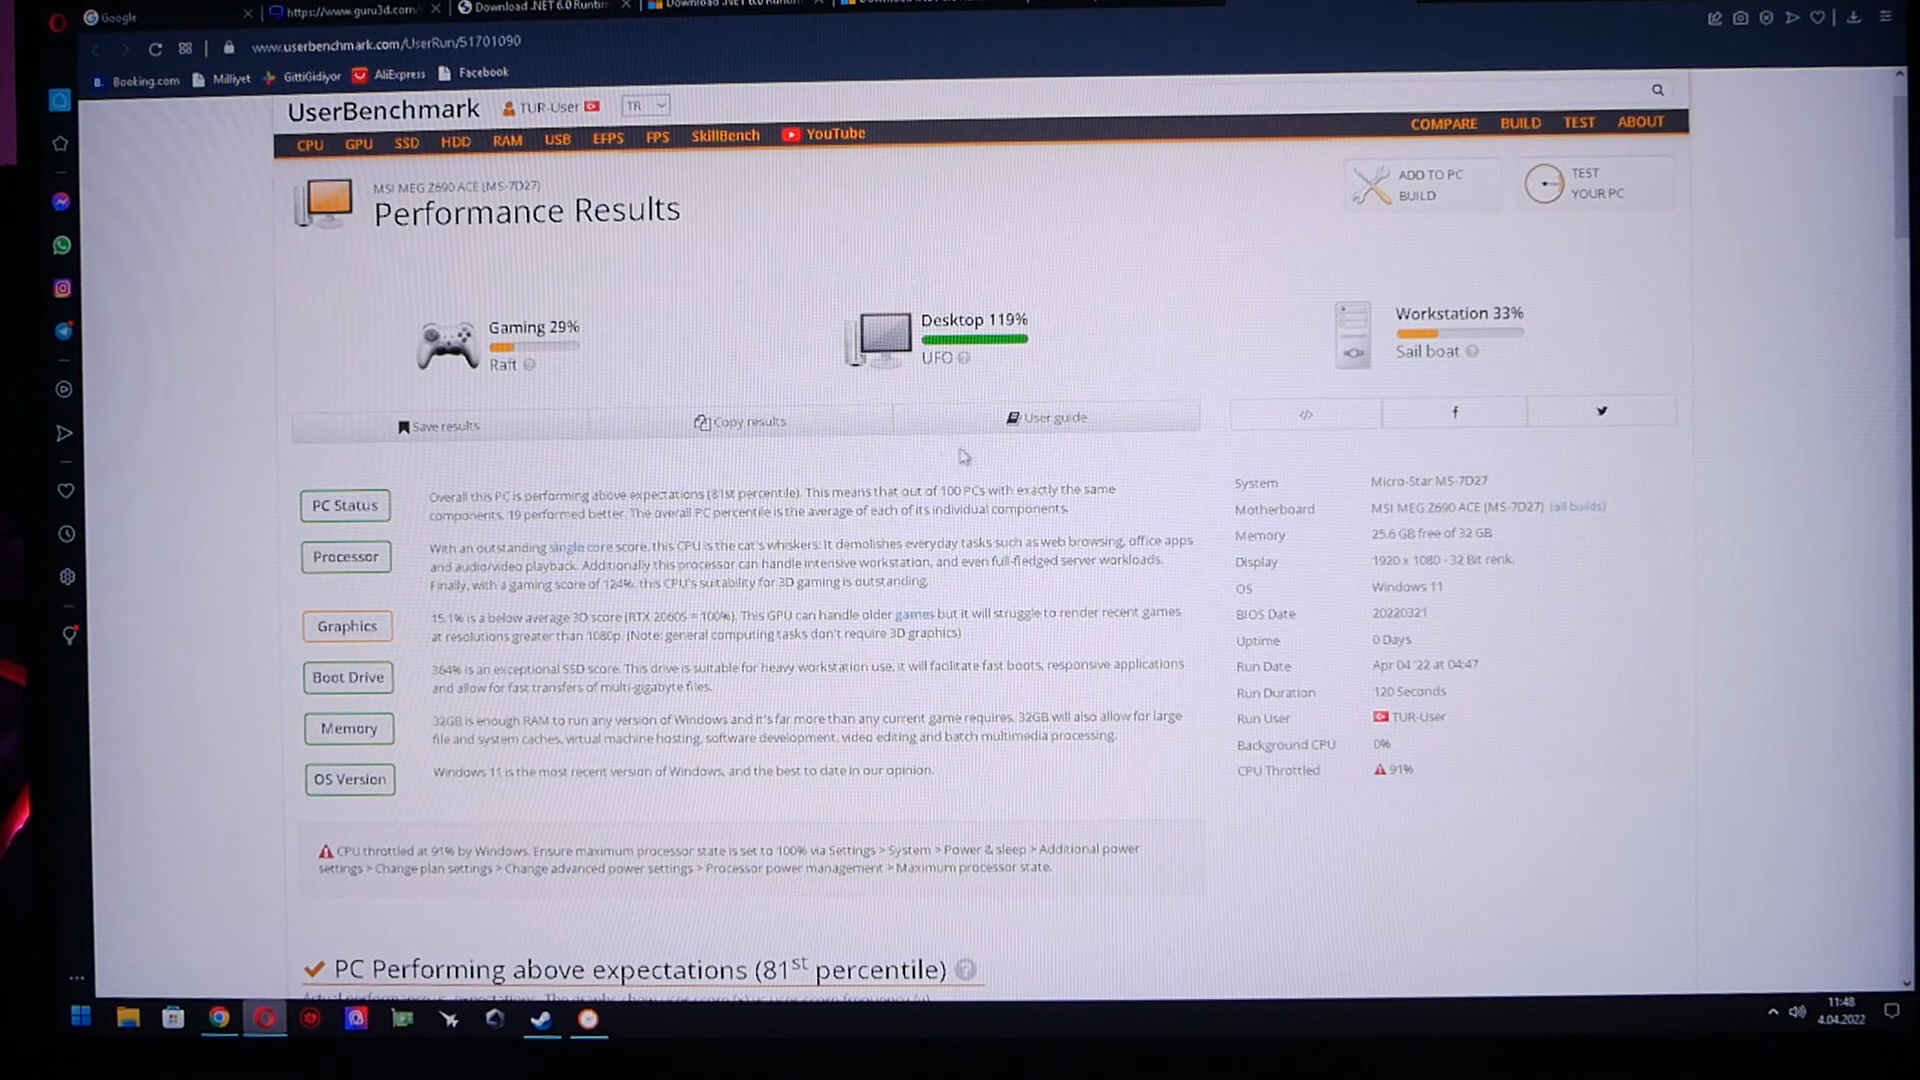 Google
https://www.guru3d.com/
Download .NET 6.0 Runtim
www.userbenchmark.com/UserRun/51701090
B. Booking.com
Milliyet
GittiGidiyor
AliExpress
Facebook
UserBenchmark
TUR-User
TR
CPU GPU SSD HDD RAM USB EFPS FPS SkillBench YouTube
COMPARE BUILD TEST ABOUT
MSI MEG Z690 ACE (MS-7D27)
Performance Results
ADD TO PC
BUILD
TEST
YOUR PC
Gaming 29%
Raft
Desktop 119%
UFO
Workstation 33%
Sail boat
Save results
Copy results
User guide
</>
f
PC Status
Overall this PC is performing above expectations (81st percentile). This means that out of 100 PCs with exactly the same
components, 19 performed better. The overall PC percentile is the average of each of its individual components.
Processor
With an outstanding single core score, this CPU is the cat's whiskers: It demolishes everyday tasks such as web browsing, office apps
and audio/video playback. Additionally this processor can handle intensive workstation, and even full-fledged server workloads.
Finally, with a gaming score of 124%, this CPU's suitability for 3D gaming is outstanding.
Graphics
15.1% is a below average 3D score (RTX 2060S = 100%). This GPU can handle older games but it will struggle to render recent games
at resolutions greater than 1080p. (Note: general computing tasks don't require 3D graphics)
Boot Drive
364% is an exceptional SSD score. This drive is suitable for heavy workstation use, it will facilitate fast boots, responsive applications
and allow for fast transfers of multi-gigabyte files.
Memory
32GB is enough RAM to run any version of Windows and it's far more than any current game requires. 32GB will also allow for large
file and system caches, virtual machine hosting, software development, video editing and batch multimedia processing.
OS Version
Windows 11 is the most recent version of Windows, and the best to date in our opinion.
System Micro-Star MS-7D27
Motherboard MSI MEG Z690 ACE (MS-7D27) (all builds)
Memory 25.6 GB free of 32 GB
Display 1920 x 1080 - 32 Bit renk,
OS Windows 11
BIOS Date 20220321
Uptime 0 Days
Run Date Apr 04 '22 at 04:47
Run Duration 120 Seconds
Run User TUR-User
Background CPU 0%
CPU Throttled 91%
CPU throttled at 91% by Windows. Ensure maximum processor state is set to 100% via Settings > System > Power & sleep > Additional power
settings > Change plan settings > Change advanced power settings > Processor power management > Maximum processor state.
PC Performing above expectations (81st percentile)
11:48
4.04.2022